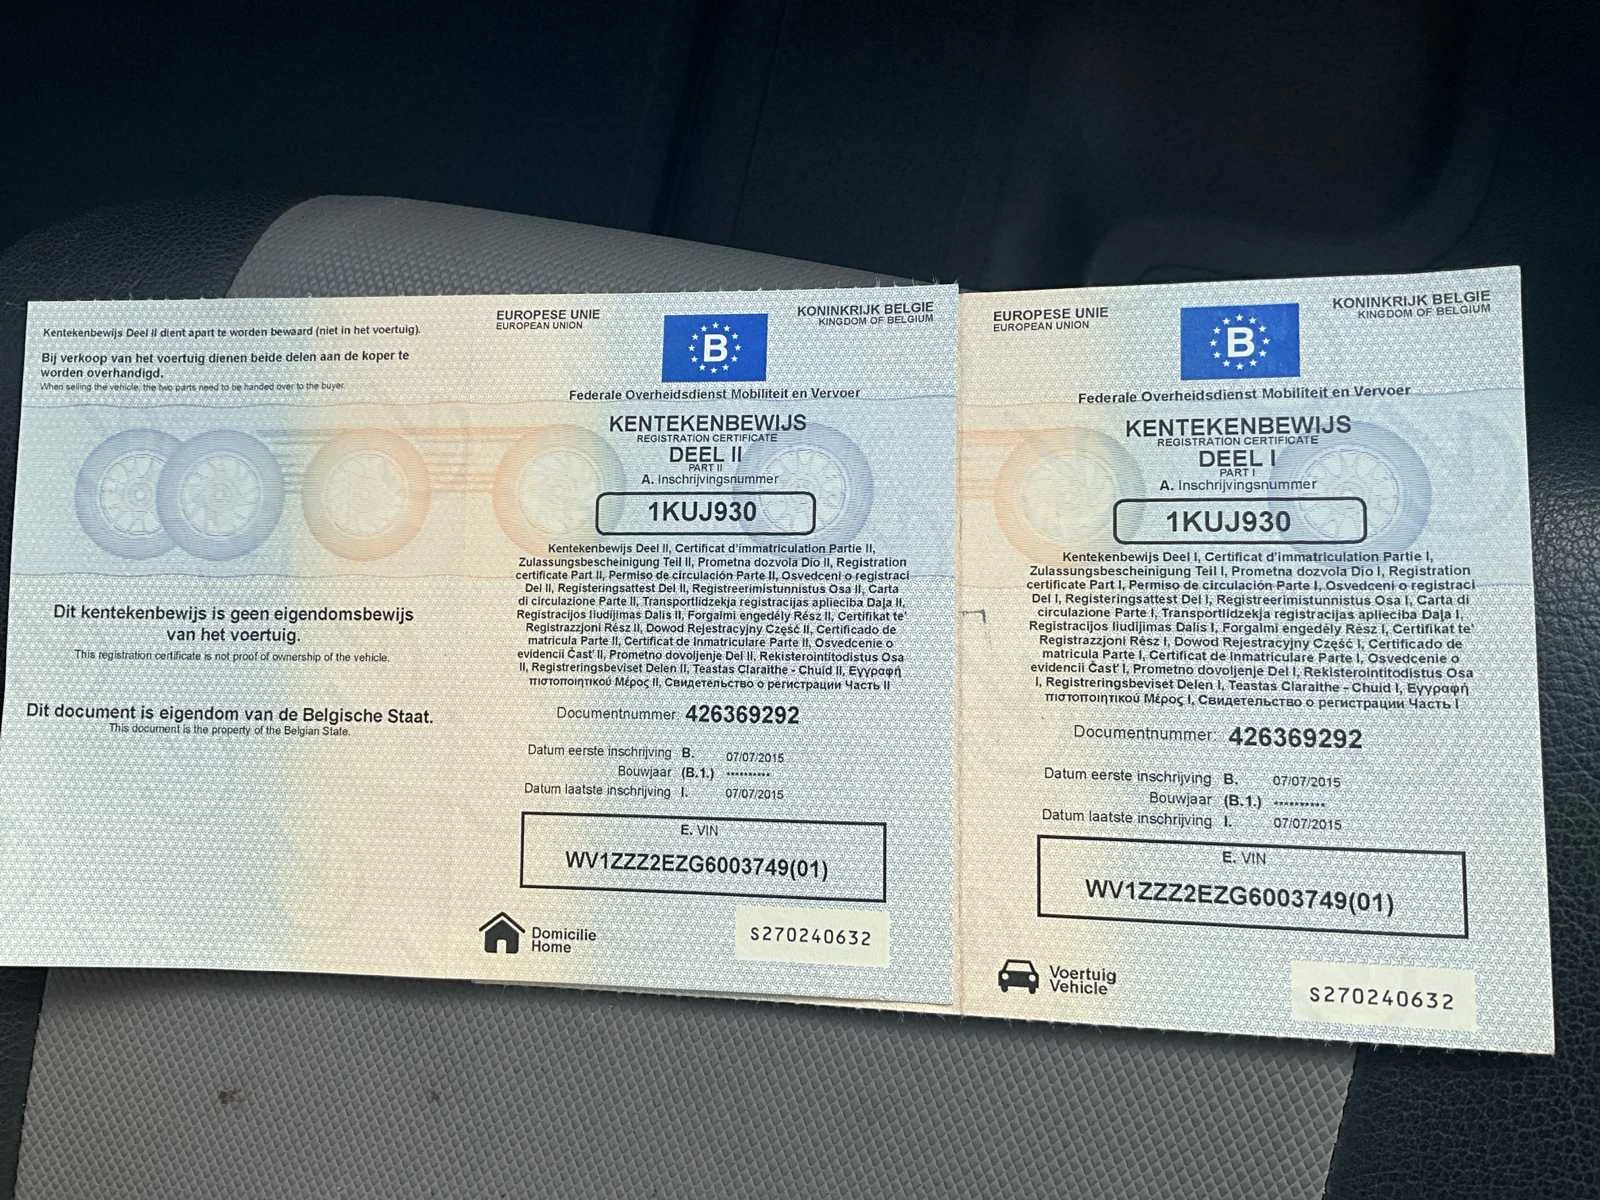 Kentekenbewijs Deel II dient apart te worden bewaard (niet in het voertuig).
Bij verkoop van het voertuig dienen beide delen aan de koper te
worden overhandigd.
When selling the vehicle, the two parts need to be handed over to the buyer.
Dit kentekenbewijs is geen eigendomsbewijs
van het voertuig.
This registration certificate is not proof of ownership of the vehicle.
Dit document is eigendom van de Belgische Staat.
This document is the property of the Belgian State.
EUROPESE UNIE
EUROPEAN UNION
B
KONINKRIJK BELGIE
KINGDOM OF BELGIUM
Federale Overheidsdienst Mobiliteit en Vervoer
KENTEKENBEWIJS
REGISTRATION CERTIFICATE
DEEL II
PART II
A. Inschrijvingsnummer
1KUJ930
Kentekenbewijs Deel II, Certificat d'immatriculation Partie II,
Zulassungsbescheinigung Teil II, Prometna dozvola Dio II, Registration
certificate Part II, Permiso de circulación Parte II, Osvedceni o registraci
Del II, Registeringsattest Del II, Registreerimistunnistus Osa II, Carta
di circulazione Parte II, Transportlidzekja registracijas aplieciba Daļa II,
Registracijos liudijimas Dalis II, Forgalmi engedély Rész II, Certifikat te'
Registrazzjoni Rész II, Dowod Rejestracyjny Część II, Certificado de
matricula Parte II, Certificat de Inmatriculare Parte II, Osvedcenie o
evidencii Časť II, Prometno dovoljenje Del II, Rekisterointitodistus Osa
II, Registreringsbeviset Delen II, Teastas Claraithe - Chuid II, Εγγραφή
πιστοποιητικού Μέρος II, Свидетельство о регистрации Часть II
Documentnummer: 426369292
Datum eerste inschrijving B. 07/07/2015
Bouwjaar (B.1.) **********
Datum laatste inschrijving I. 07/07/2015
E. VIN
WV1ZZZ2EZG6003749(01)
Domicilie
Home
S270240632
EUROPESE UNIE
EUROPEAN UNION
B
KONINKRIJK BELGIE
KINGDOM OF BELGIUM
Federale Overheidsdienst Mobiliteit en Vervoer
KENTEKENBEWIJS
REGISTRATION CERTIFICATE
DEEL I
PART I
A. Inschrijvingsnummer
1KUJ930
Kentekenbewijs Deel I, Certificat d'immatriculation Partie I,
Zulassungsbescheinigung Teil I, Prometna dozvola Dio I, Registration
certificate Part I, Permiso de circulación Parte I, Osvedceni o registraci
Del I, Registeringsattest Del I, Registreerimistunnistus Osa I, Carta di
circulazione Parte I, Transportlidzekja registracijas aplieciba Daļa I,
Registracijos liudijimas Dalis I, Forgalmi engedély Rész I, Certifikat te'
Registrazzjoni Rész I, Dowod Rejestracyjny Część I, Certificado de
matricula Parte I, Certificat de Inmatriculare Parte I, Osvedcenie o
evidencii Časť I, Prometno dovoljenje Del I, Rekisterointitodistus Osa
I, Registreringsbeviset Delen I, Teastas Claraithe - Chuid I, Εγγραφή
πιστοποιητικού Μέρος I, Свидетельство о регистрации Часть I
Documentnummer: 426369292
Datum eerste inschrijving B. 07/07/2015
Bouwjaar (B.1.) **********
Datum laatste inschrijving I. 07/07/2015
E. VIN
WV1ZZZ2EZG6003749(01)
Voertuig
Vehicle
S270240632